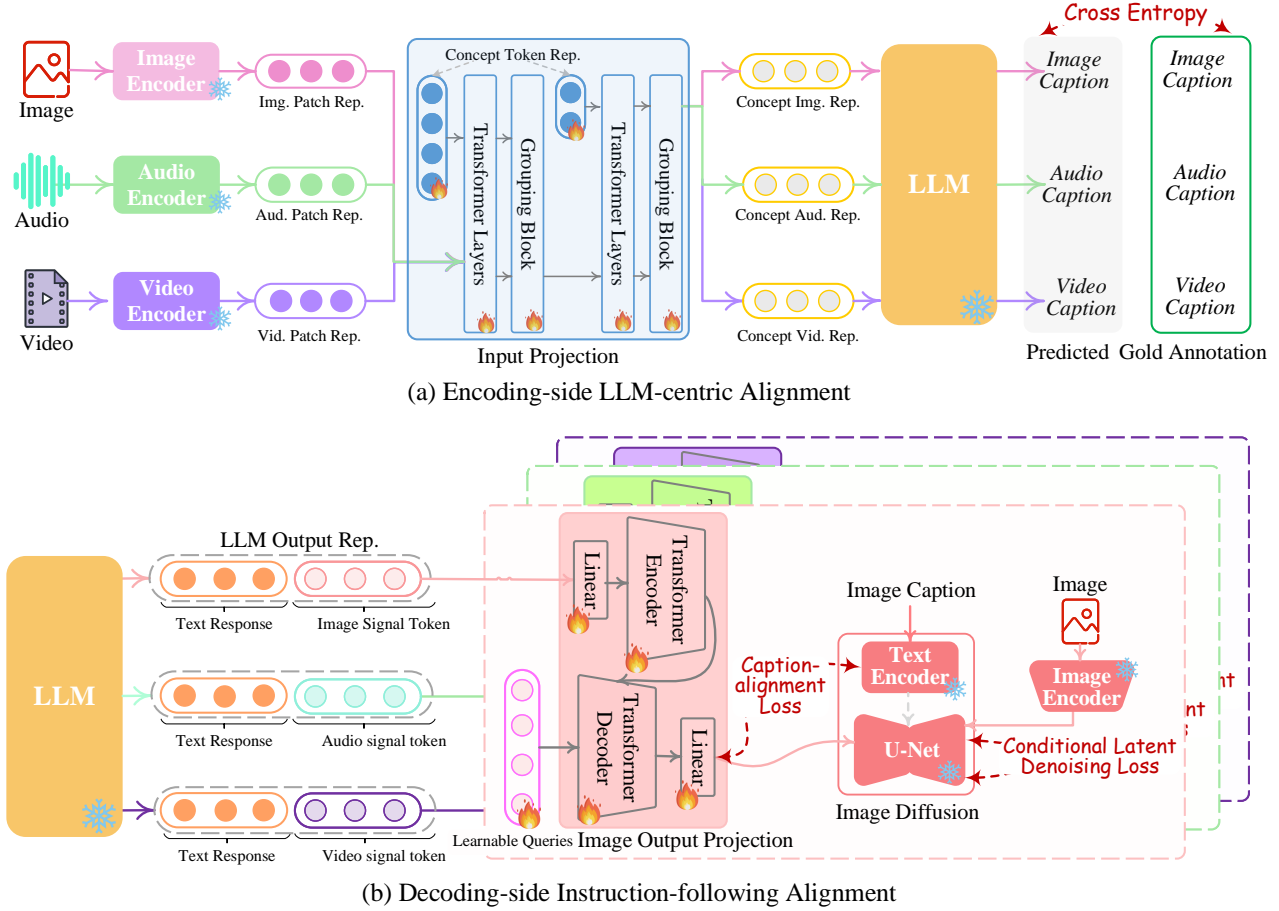 Cross Entropy
Image
Image Encoder
Img. Patch Rep.
Concept Token Rep.
Concept Img. Rep.
Image Caption
Image Caption
Audio
Audio Encoder
Aud. Patch Rep.
Transformer Layers
Grouping Block
Transformer Layers
Grouping Block
Concept Aud. Rep.
LLM
Audio Caption
Audio Caption
Video
Video Encoder
Vid. Patch Rep.
Input Projection
Concept Vid. Rep.
Video Caption
Video Caption
Predicted
Gold Annotation
(a) Encoding-side LLM-centric Alignment
LLM
LLM Output Rep.
Text Response
Image Signal Token
Text Response
Audio signal token
Text Response
Video signal token
Linear
Transformer Encoder
Transformer Decoder
Linear
Learnable Queries
Image Output Projection
Caption-alignment Loss
Image Caption
Text Encoder
U-Net
Image Diffusion
Image
Image Encoder
Conditional Latent Denoising Loss
(b) Decoding-side Instruction-following Alignment